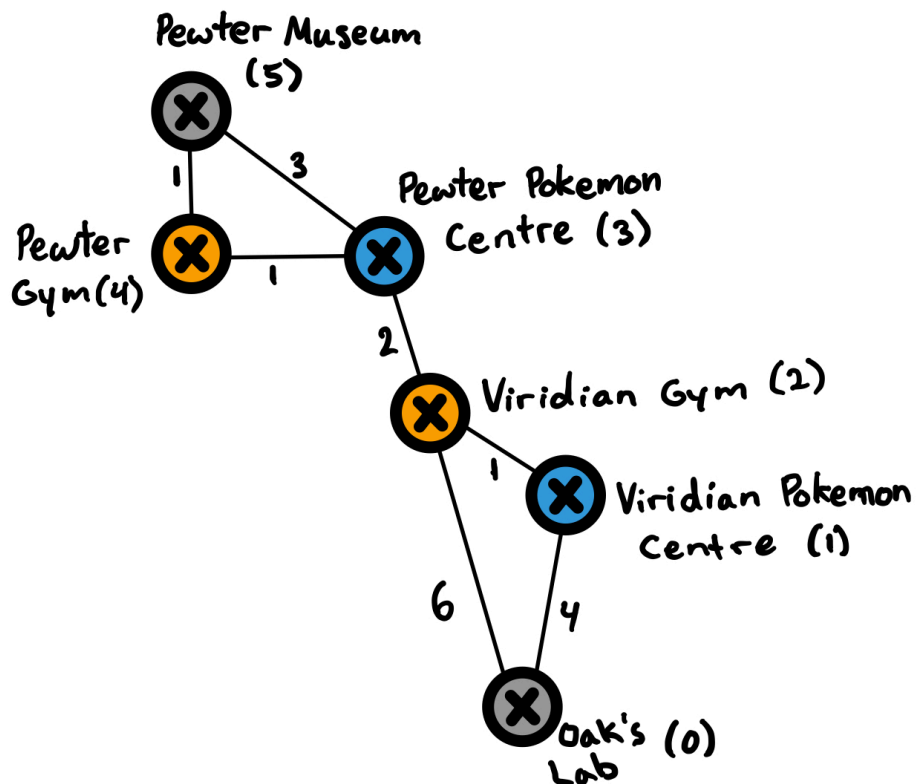 Pewter Museum
(5)
1
3
Pewter Pokemon
Centre (3)
Pewter
Gym (4)
1
2
Viridian Gym (2)
1
Viridian Pokemon
Centre (1)
6
4
Oak's (0)
Lab